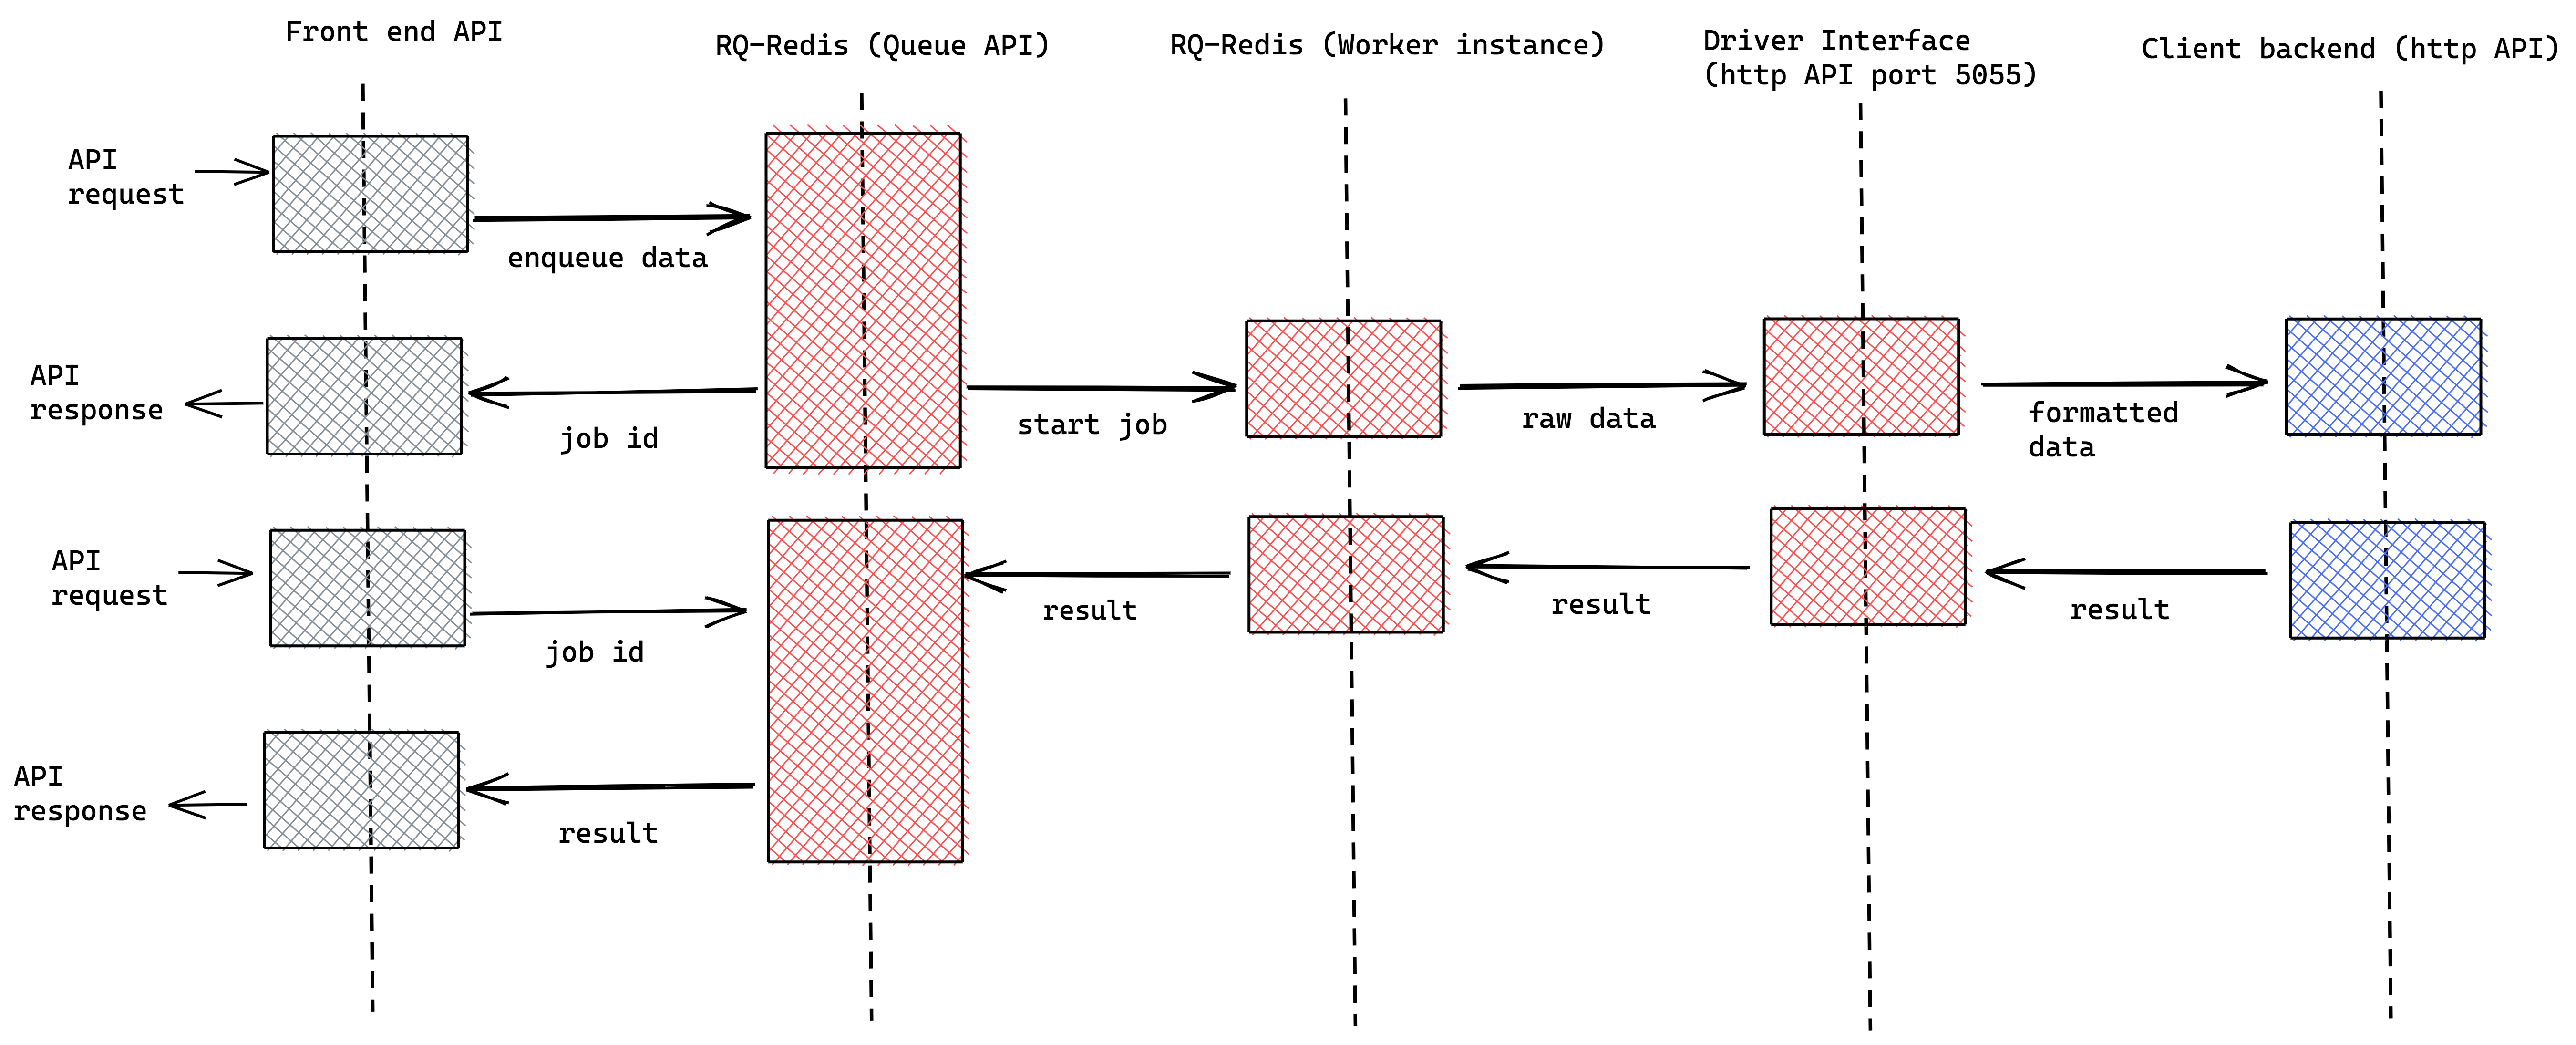 Front end API
RQ-Redis (Queue API)
RQ-Redis (Worker instance)
Driver Interface
(http API port 5055)
Client backend (http API)
API
request
enqueue data
API
response
job id
start job
raw data
formatted
data
API
request
job id
result
result
result
API
response
result